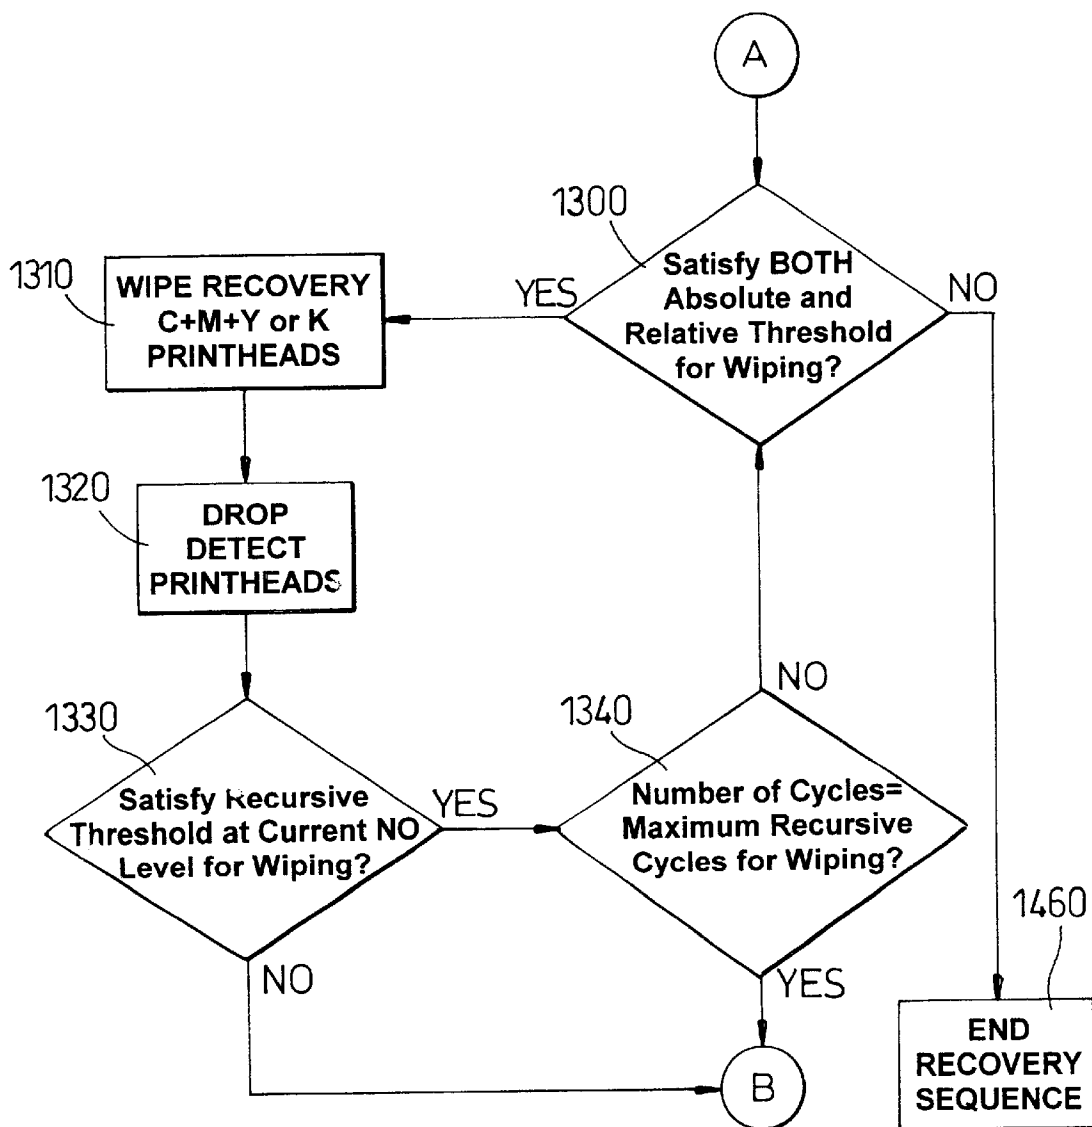 A
1300
Satisfy BOTH
Absolute and
Relative Threshold
for Wiping?
YES
NO
1310
WIPE RECOVERY
C+M+Y or K
PRINTHEADS
1320
DROP
DETECT
PRINTHEADS
1330
Satisfy Recursive
Threshold at Current NO
Level for Wiping?
YES
NO
1340
Number of Cycles=
Maximum Recursive
Cycles for Wiping?
NO
YES
B
1460
END
RECOVERY
SEQUENCE